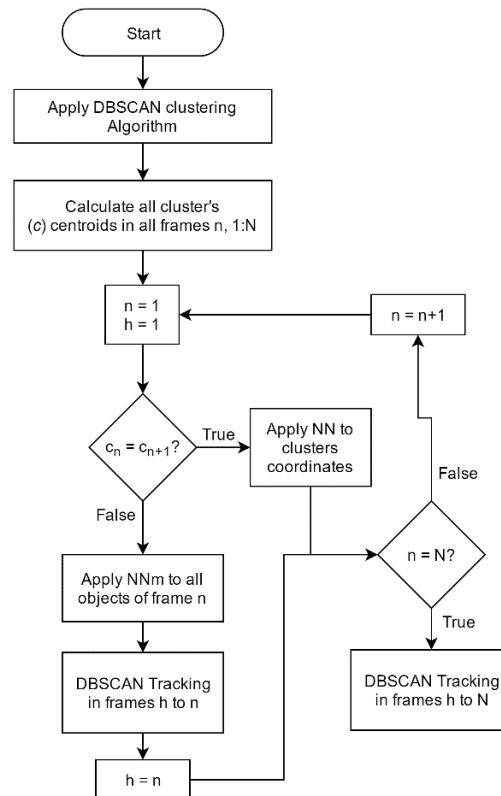 Start
Apply DBSCAN clustering
Algorithm
Calculate all cluster's
(c) centroids in all frames n, 1:N
n = 1
h = 1
n = n+1
cₙ = cₙ₊₁?
True
Apply NN to
clusters
coordinates
False
False
n = N?
True
Apply NNm to all
objects of frame n
DBSCAN Tracking
in frames h to n
DBSCAN Tracking
in frames h to N
h = n